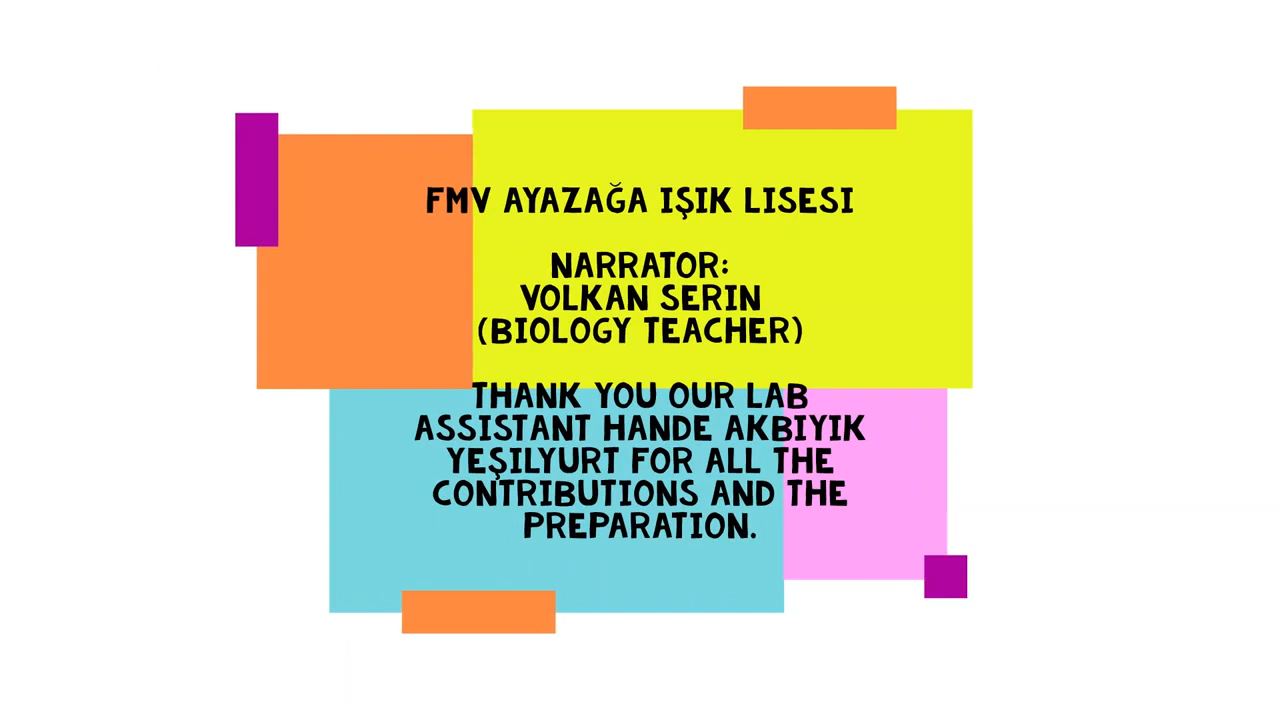 FMV AYAZAĞA IŞIK LISESI
NARRATOR:
VOLKAN SERIN
(BIOLOGY TEACHER)
THANK YOU OUR LAB
ASSISTANT HANDE AKBIYIK
YEŞILYURT FOR ALL THE
CONTRIBUTIONS AND THE
PREPARATION.